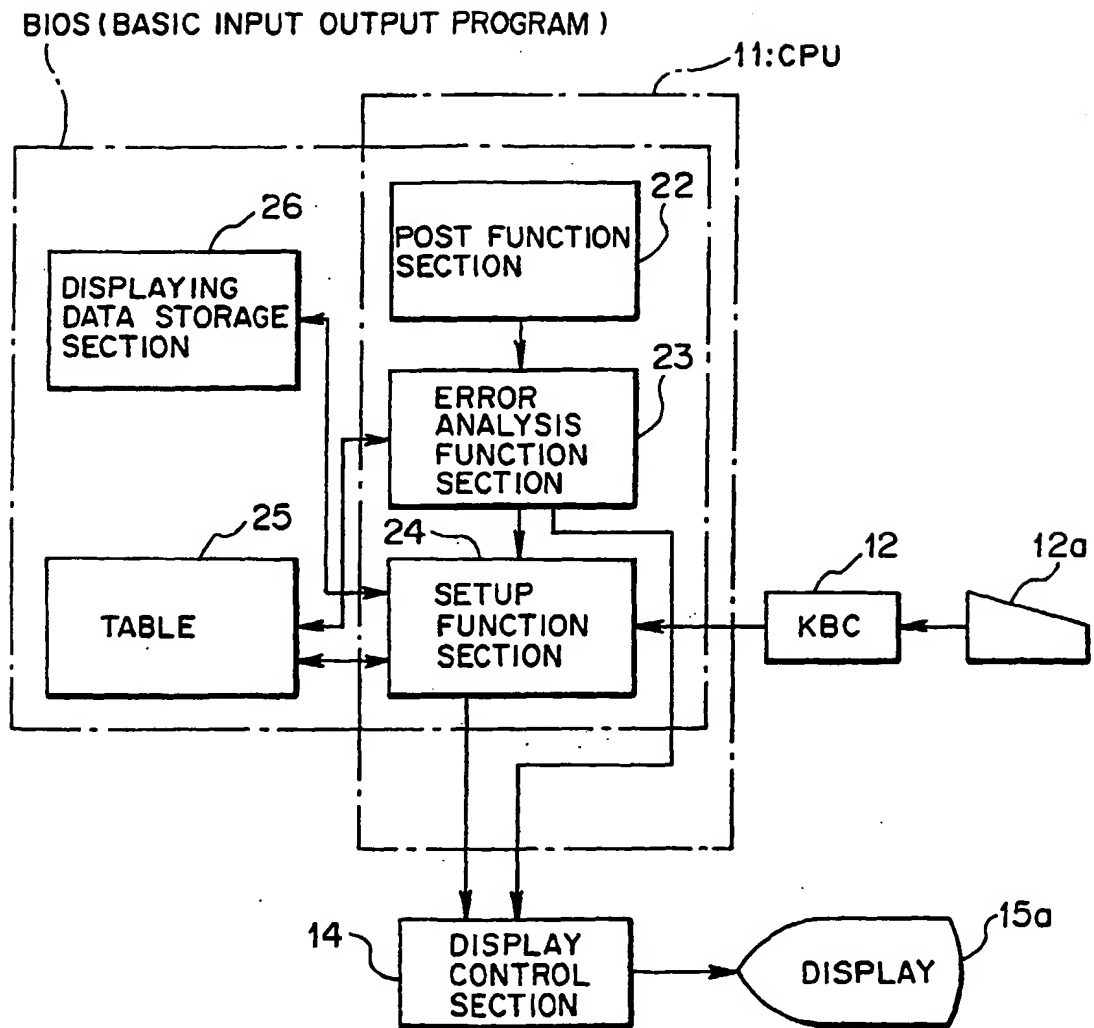 BIOS (BASIC INPUT OUTPUT PROGRAM)
11:CPU
22
POST FUNCTION
SECTION
26
DISPLAYING
DATA STORAGE
SECTION
23
ERROR
ANALYSIS
FUNCTION
SECTION
25
TABLE
24
SETUP
FUNCTION
SECTION
12
KBC
12a
14
DISPLAY
CONTROL
SECTION
15a
DISPLAY